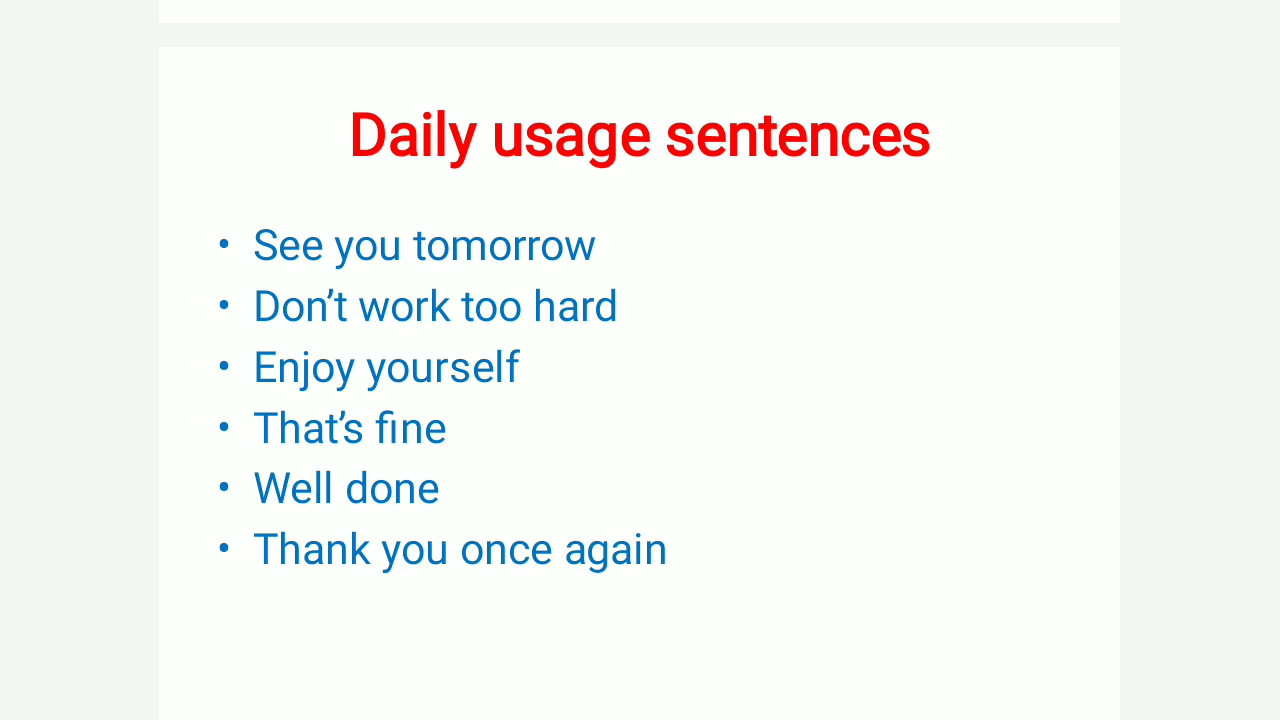 Daily usage sentences
• See you tomorrow
• Don’t work too hard
• Enjoy yourself
• That’s fine
• Well done
• Thank you once again